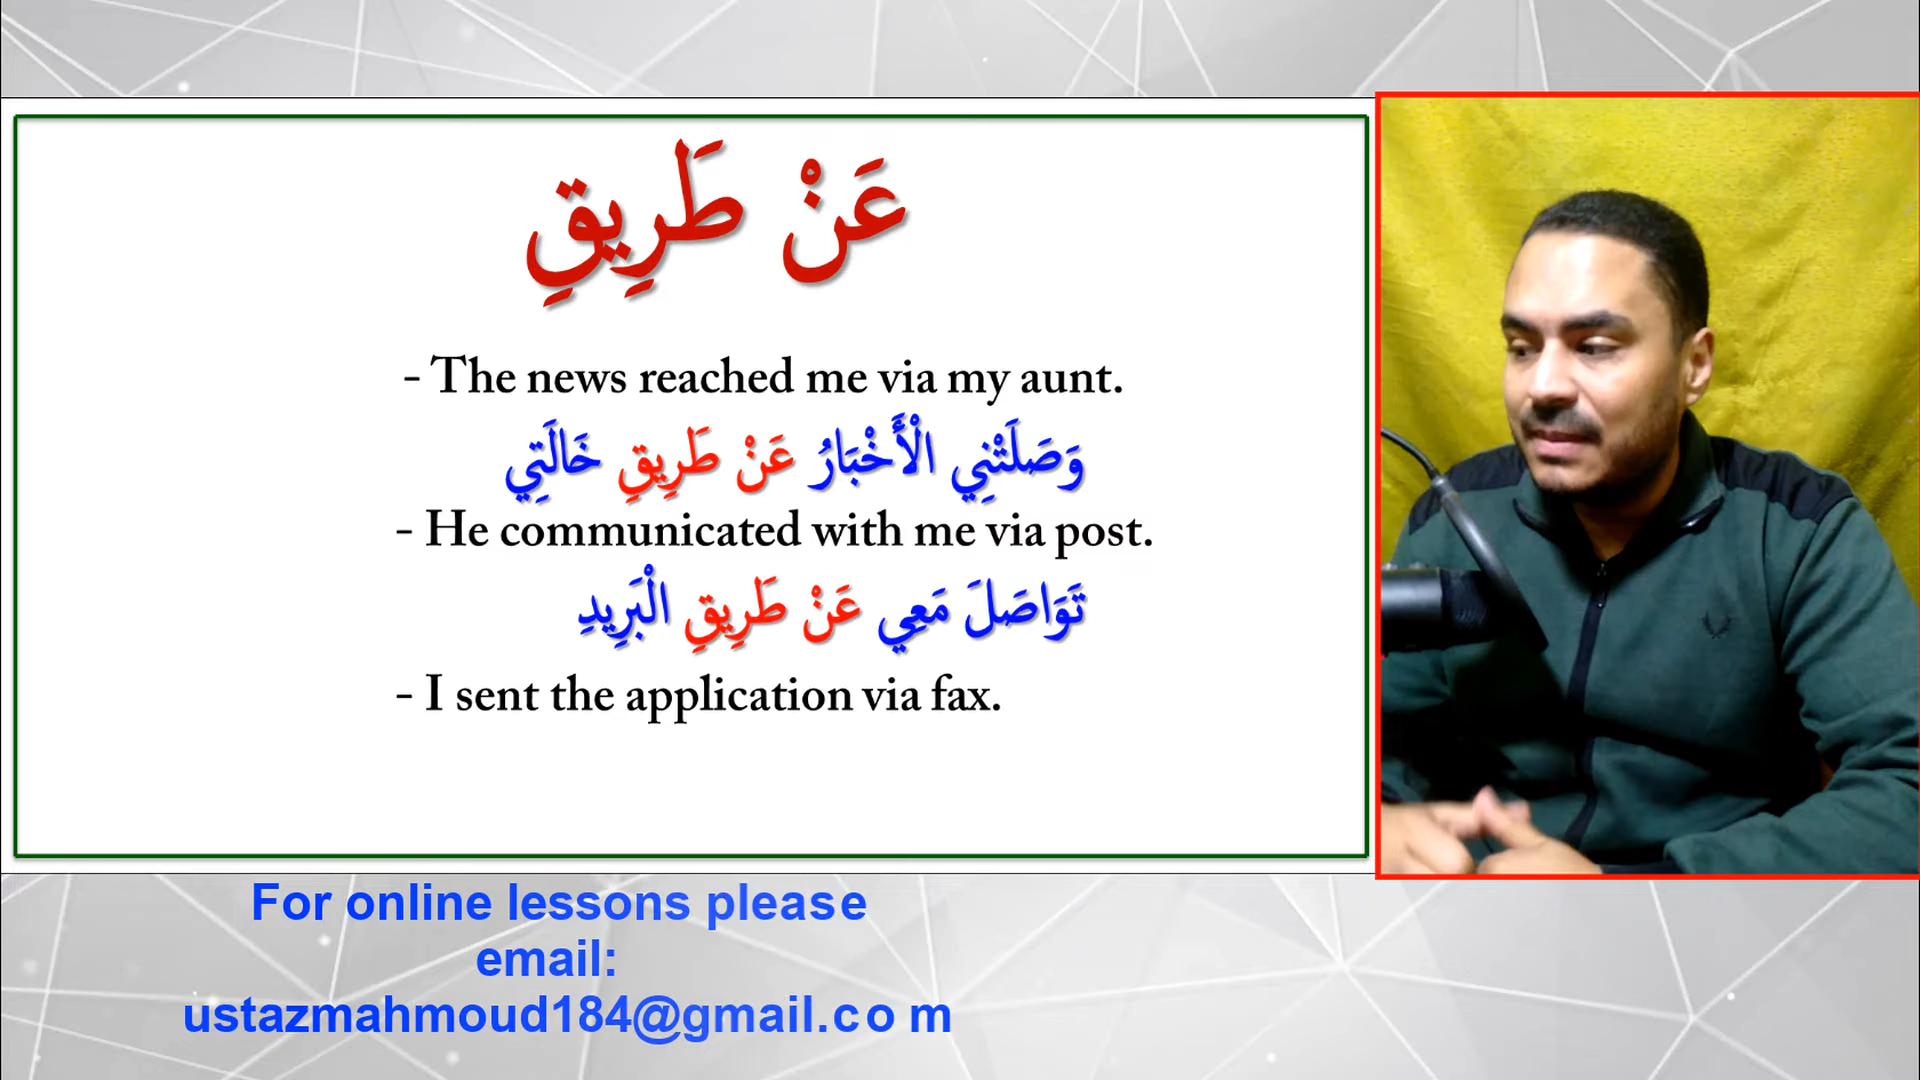 عَنْ طَرِيقِ
- The news reached me via my aunt.
وَصَلَتْنِي الْأَخْبَارُ عَنْ طَرِيقِ خَالَتِي
- He communicated with me via post.
تَوَاصَلَ مَعِي عَنْ طَرِيقِ الْبَرِيدِ
- I sent the application via fax.
For online lessons please
email:
ustazmahmoud184@gmail.co m